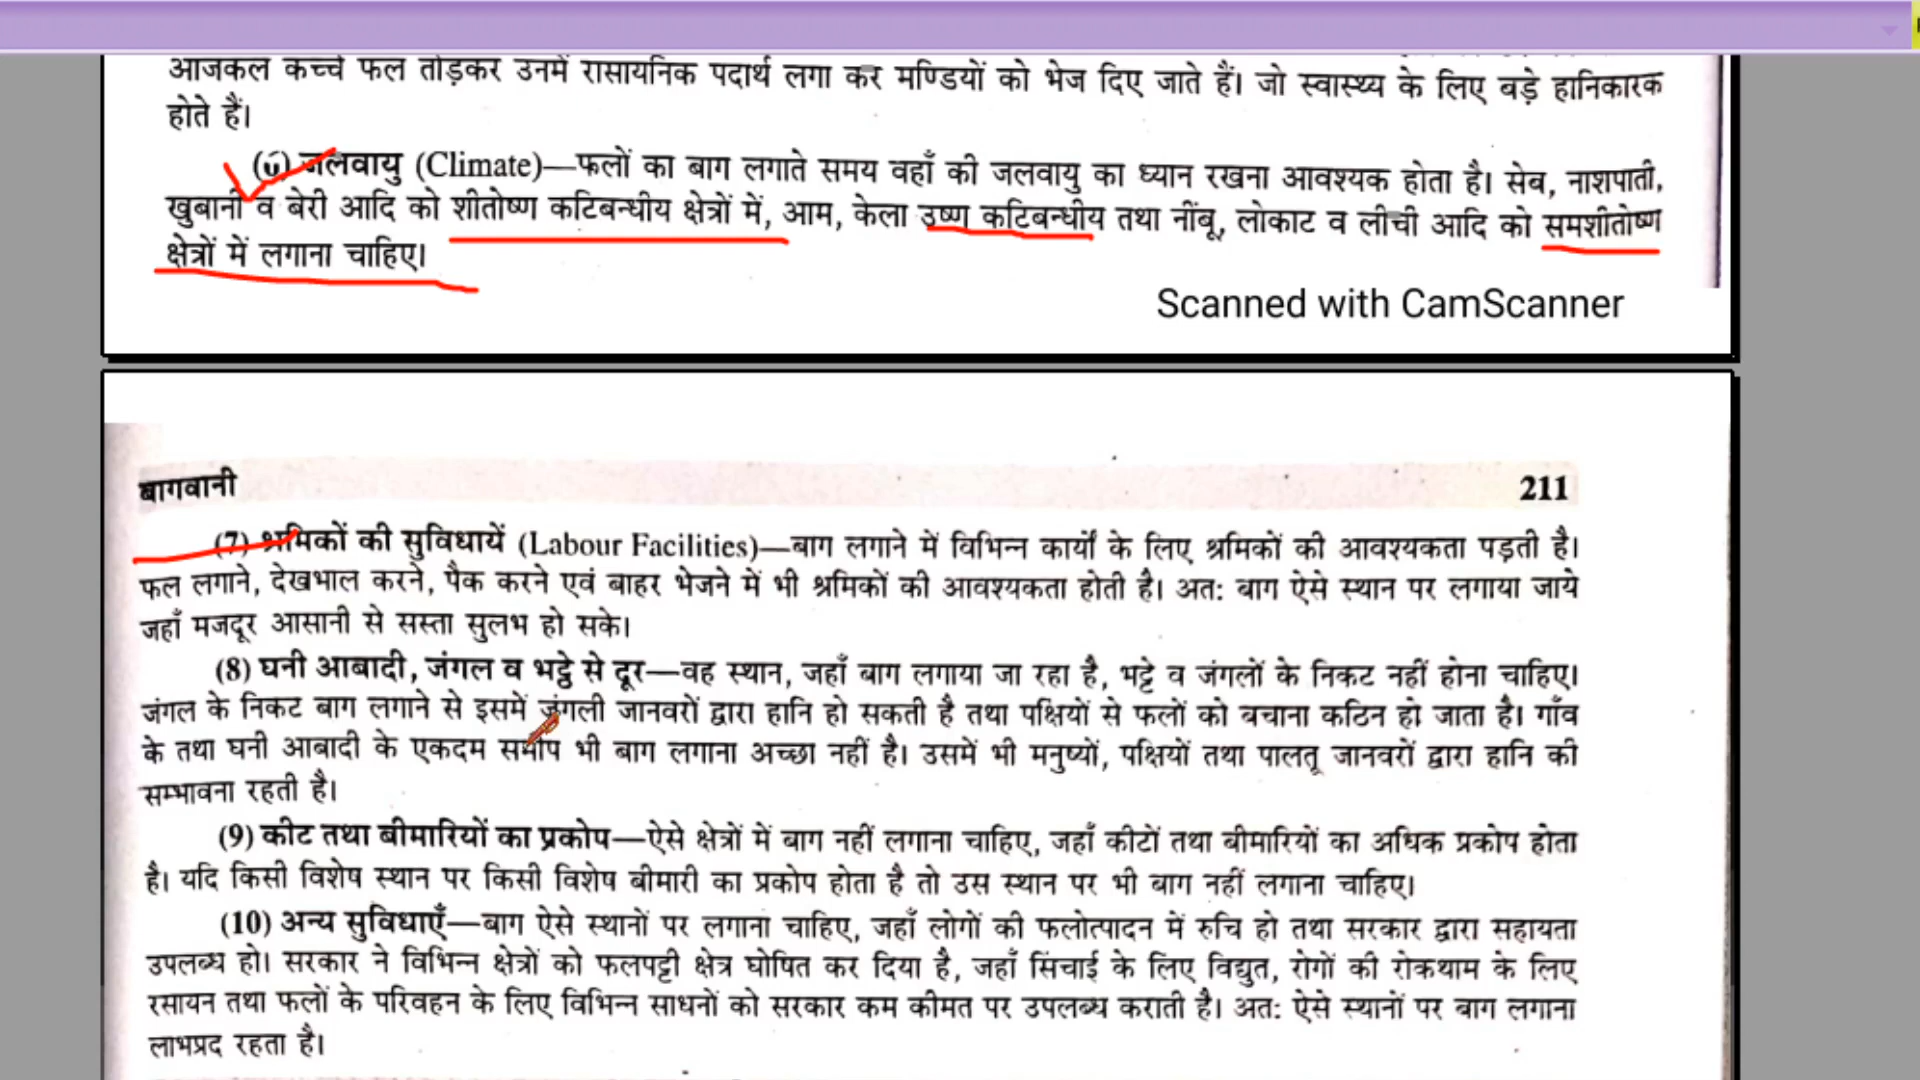 आजकल कच्चे फल तोड़कर उनमें रासायनिक पदार्थ लगा कर मण्डियों को भेज दिए जाते हैं। जो स्वास्थ्य के लिए बड़े हानिकारक
होते हैं।
जलवायु (Climate)—फलों का बाग लगाते समय वहाँ की जलवायु का ध्यान रखना आवश्यक होता है। सेब, नाशपाती,
खुबानी व बेरी आदि को शीतोष्ण कटिबन्धीय क्षेत्रों में, आम, केला उष्ण कटिबन्धीय तथा नींबू, लोकाट व लीची आदि को समशीतोष्ण
क्षेत्रों में लगाना चाहिए।
Scanned with CamScanner
बागवानी 211
(7) श्रमिकों की सुविधायें (Labour Facilities)—बाग लगाने में विभिन्न कार्यों के लिए श्रमिकों की आवश्यकता पड़ती है।
फल लगाने, देखभाल करने, पैक करने एवं बाहर भेजने में भी श्रमिकों की आवश्यकता होती है। अत: बाग ऐसे स्थान पर लगाया जाये
जहाँ मजदूर आसानी से सस्ता सुलभ हो सके।
(8) घनी आबादी, जंगल व भट्ठे से दूर—वह स्थान, जहाँ बाग लगाया जा रहा है, भट्टे व जंगलों के निकट नहीं होना चाहिए।
जंगल के निकट बाग लगाने से इसमें जंगली जानवरों द्वारा हानि हो सकती है तथा पक्षियों से फलों को बचाना कठिन हो जाता है। गाँव
के तथा घनी आबादी के एकदम समीप भी बाग लगाना अच्छा नहीं है। उसमें भी मनुष्यों, पक्षियों तथा पालतू जानवरों द्वारा हानि की
सम्भावना रहती है।
(9) कीट तथा बीमारियों का प्रकोप—ऐसे क्षेत्रों में बाग नहीं लगाना चाहिए, जहाँ कीटों तथा बीमारियों का अधिक प्रकोप होता
है। यदि किसी विशेष स्थान पर किसी विशेष बीमारी का प्रकोप होता है तो उस स्थान पर भी बाग नहीं लगाना चाहिए।
(10) अन्य सुविधाएँ—बाग ऐसे स्थानों पर लगाना चाहिए, जहाँ लोगों की फलोत्पादन में रुचि हो तथा सरकार द्वारा सहायता
उपलब्ध हो। सरकार ने विभिन्न क्षेत्रों को फलपट्टी क्षेत्र घोषित कर दिया है, जहाँ सिंचाई के लिए विद्युत, रोगों की रोकथाम के लिए
रसायन तथा फलों के परिवहन के लिए विभिन्न साधनों को सरकार कम कीमत पर उपलब्ध कराती है। अत: ऐसे स्थानों पर बाग लगाना
लाभप्रद रहता है।